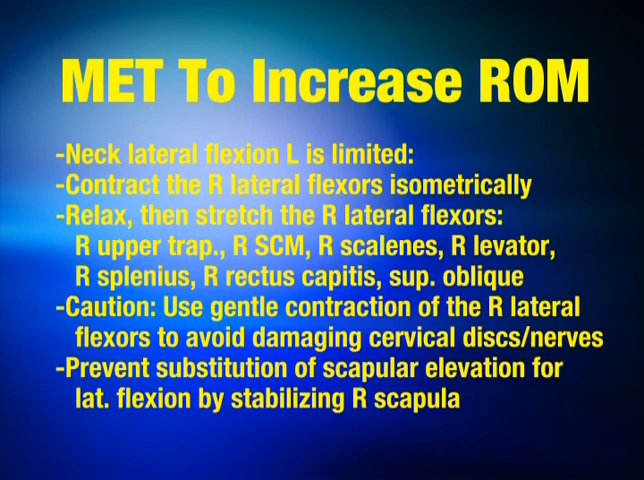 MET To Increase ROM
-Neck lateral flexion L is limited:
-Contract the R lateral flexors isometrically
-Relax, then stretch the R lateral flexors:
R upper trap., R SCM, R scalenes, R levator,
R splenius, R rectus capitis, sup. oblique
-Caution: Use gentle contraction of the R lateral
flexors to avoid damaging cervical discs/nerves
-Prevent substitution of scapular elevation for
lat. flexion by stabilizing R scapula